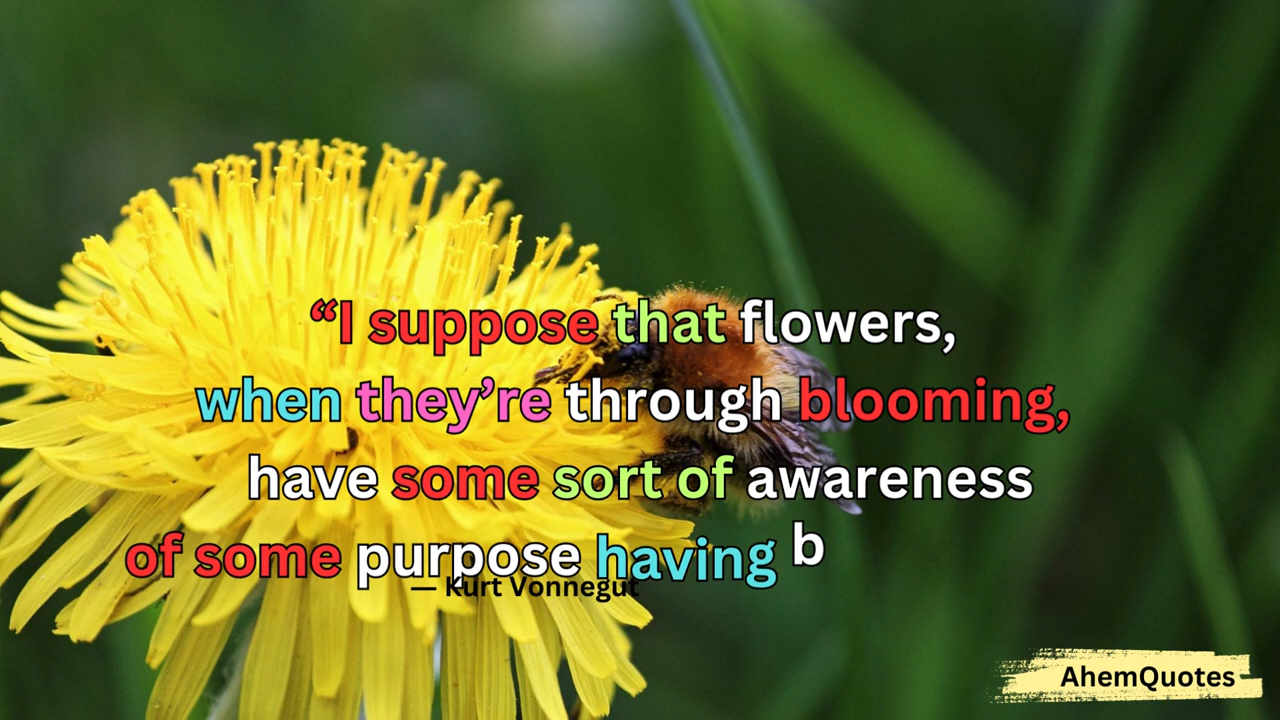 “I suppose that flowers,
when they’re through blooming,
have some sort of awareness
of some purpose having b
— Kurt Vonnegut
AhemQuotes